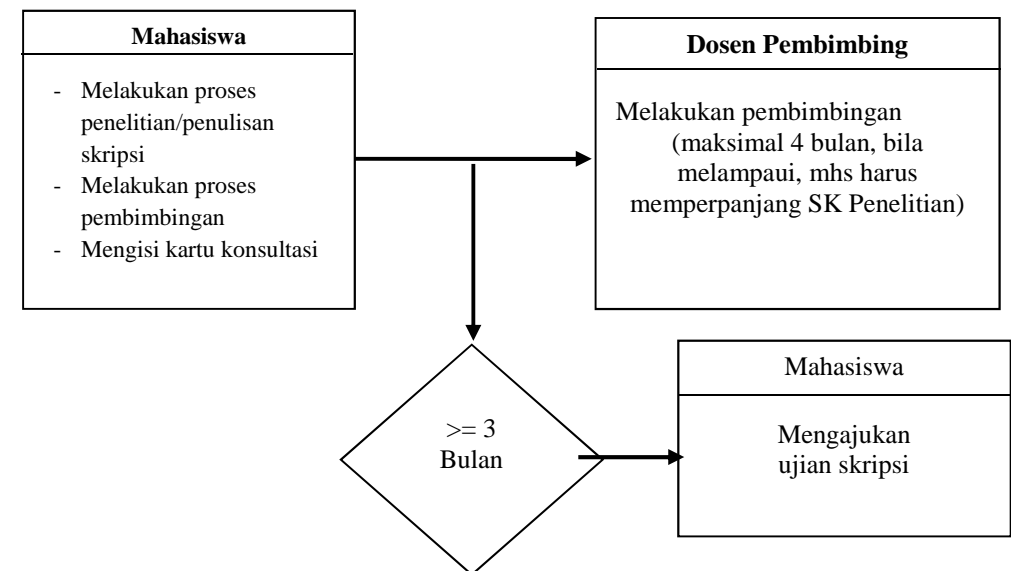 Mahasiswa
- Melakukan proses
penelitian/penulisan
skripsi
- Melakukan proses
pembimbingan
- Mengisi kartu konsultasi
Dosen Pembimbing
Melakukan pembimbingan
(maksimal 4 bulan, bila
melampaui, mhs harus
memperpanjang SK Penelitian)
>= 3
Bulan
Mahasiswa
Mengajukan
ujian skripsi